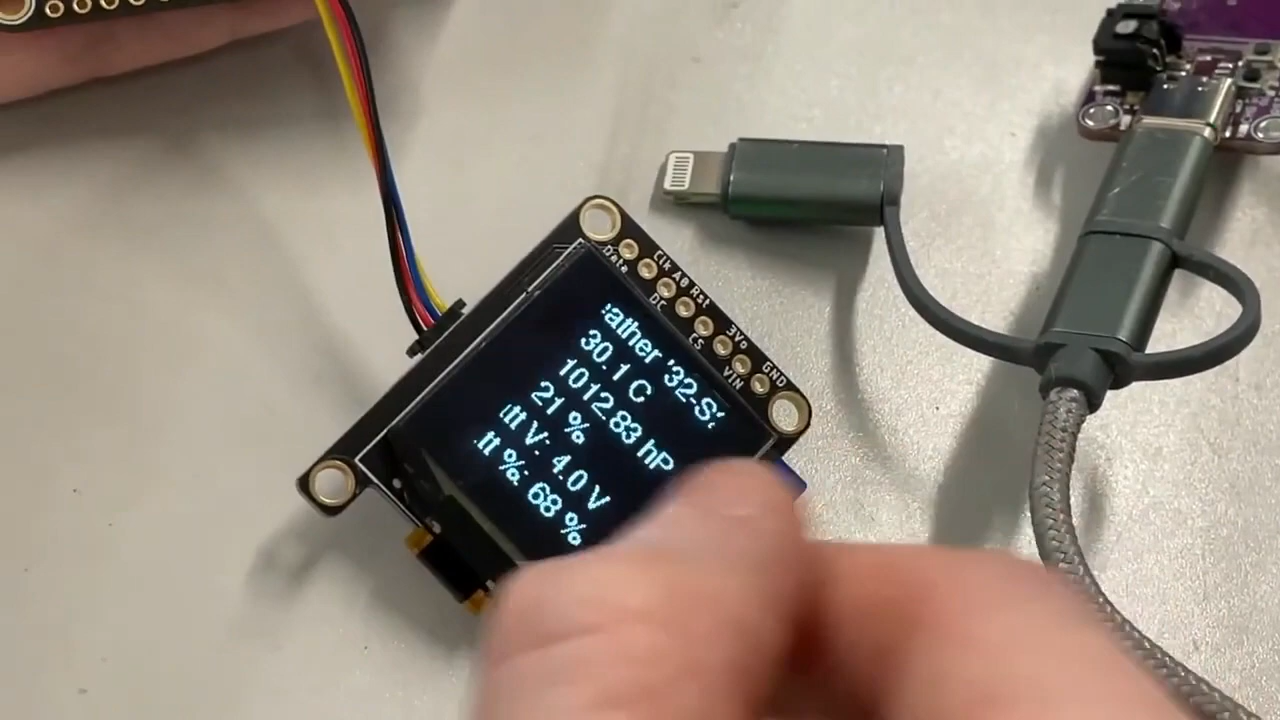 Data
Clk A0 Rst
DC
CS
3Vo
VIN
GND
ather '32-S
30.1 C
1012.83 hP
21 %
tt V: 4.0 V
tt %: 68 %